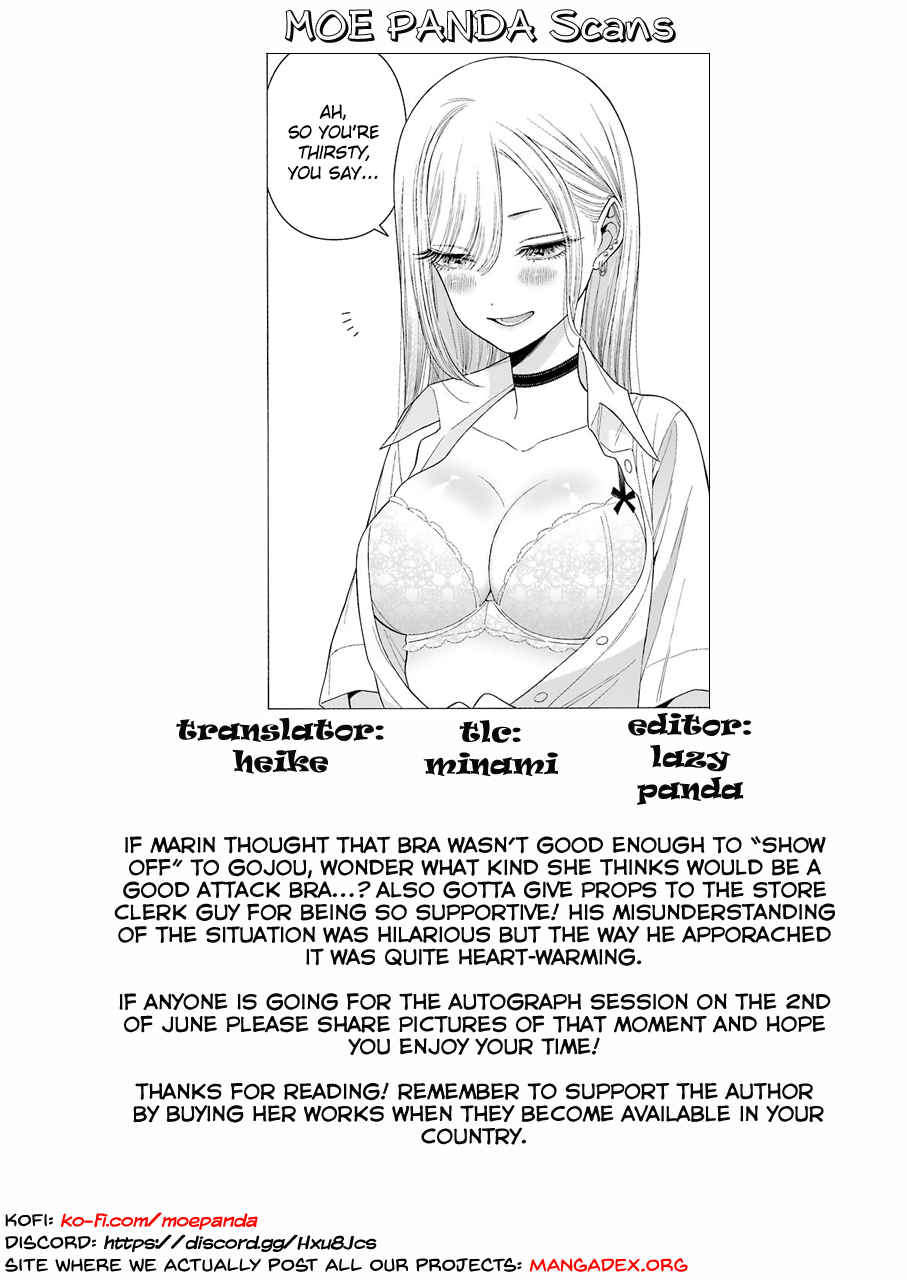 MOE PANDA Scans
AH,
SO YOU'RE
THIRSTY,
YOU SAY...
translator:
heike
tlc:
minami
editor:
lazy
panda
IF MARIN THOUGHT THAT BRA WASN'T GOOD ENOUGH TO "SHOW
OFF" TO GOJOU, WONDER WHAT KIND SHE THINKS WOULD BE A
GOOD ATTACK BRA...? ALSO GOTTA GIVE PROPS TO THE STORE
CLERK GUY FOR BEING SO SUPPORTIVE! HIS MISUNDERSTANDING
OF THE SITUATION WAS HILARIOUS BUT THE WAY HE APPORACHED
IT WAS QUITE HEART-WARMING.
IF ANYONE IS GOING FOR THE AUTOGRAPH SESSION ON THE 2ND
OF JUNE PLEASE SHARE PICTURES OF THAT MOMENT AND HOPE
YOU ENJOY YOUR TIME!
THANKS FOR READING! REMEMBER TO SUPPORT THE AUTHOR
BY BUYING HER WORKS WHEN THEY BECOME AVAILABLE IN YOUR
COUNTRY.
KOFI: ko-fi.com/moepanda
DISCORD: https://discord.gg/Hxu8Jcs
SITE WHERE WE ACTUALLY POST ALL OUR PROJECTS: MANGADEX.ORG